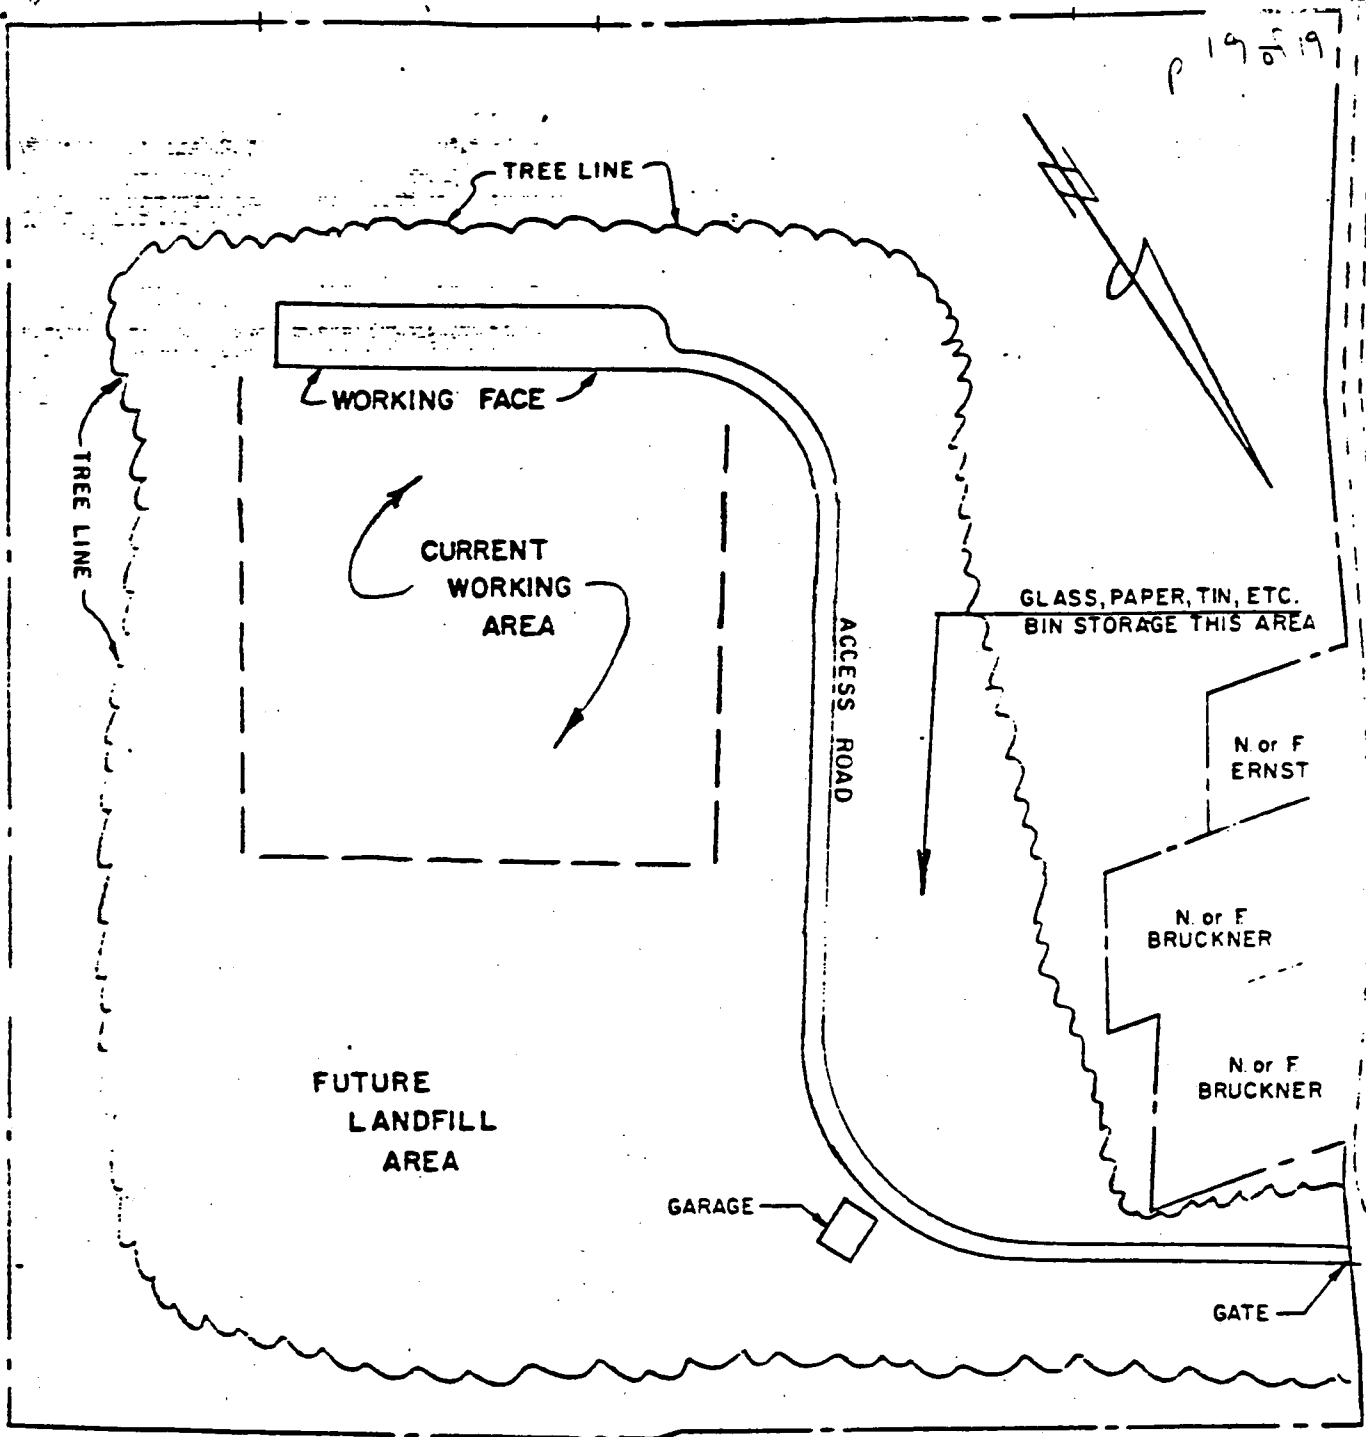 P 19 of 19
TREE LINE
WORKING FACE
TREE LINE
CURRENT
WORKING
AREA
GLASS, PAPER, TIN, ETC.
BIN STORAGE THIS AREA
ACCESS ROAD
N. or F
ERNST
N. or F.
BRUCKNER
N. or F.
BRUCKNER
FUTURE
LANDFILL
AREA
GARAGE
GATE